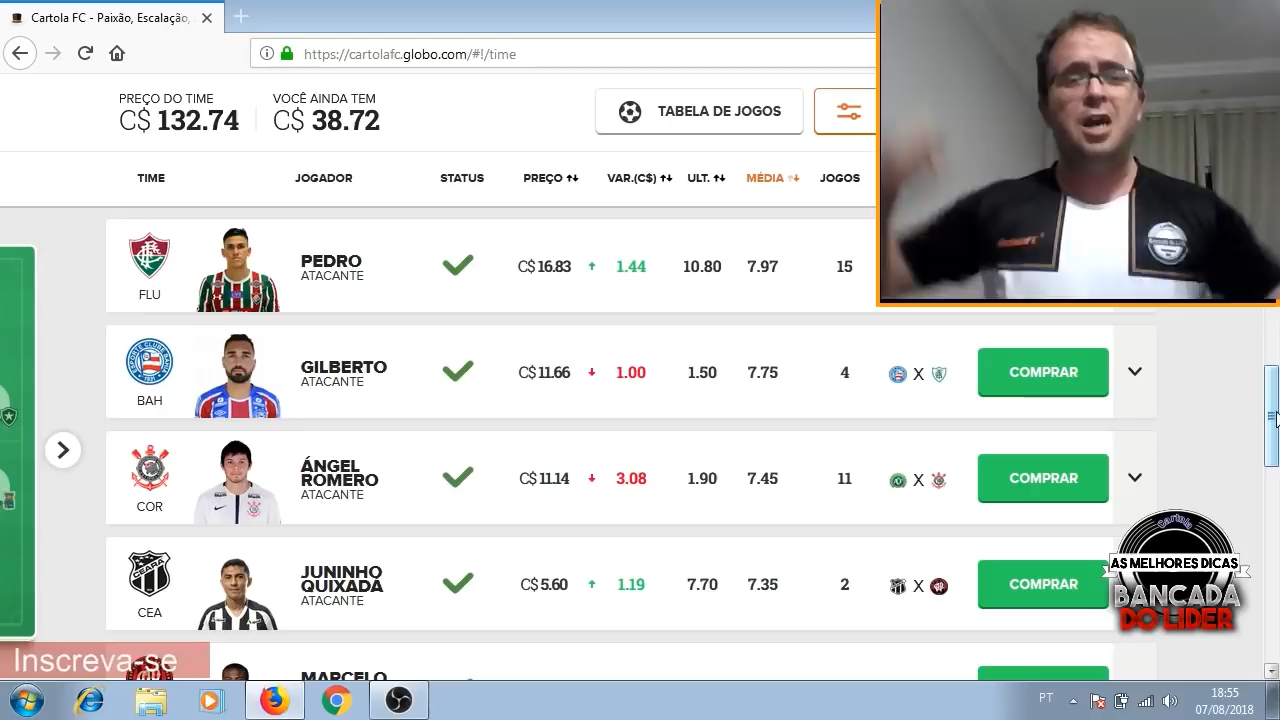 Cartola FC - Paixão, Escalação,
https://cartolafc.globo.com/#!/time
PREÇO DO TIME
C$ 132.74
VOCÊ AINDA TEM
C$ 38.72
TABELA DE JOGOS
TIME JOGADOR STATUS PREÇO VAR.(C$) ULT. MÉDIA JOGOS
FLU
PEDRO
ATACANTE
C$ 16.83 1.44 10.80 7.97 15
BAH
GILBERTO
ATACANTE
C$ 11.66 1.00 1.50 7.75 4 X COMPRAR
COR
ÁNGEL
ROMERO
ATACANTE
C$ 11.14 3.08 1.90 7.45 11 X COMPRAR
CEA
JUNINHO
QUIXADA
ATACANTE
C$ 5.60 1.19 7.70 7.35 2 X COMPRAR
MARCELO
Cartola
AS MELHORES DICAS
BANCADA
DO LIDER
Inscreva-se
PT
18:55
07/08/2018